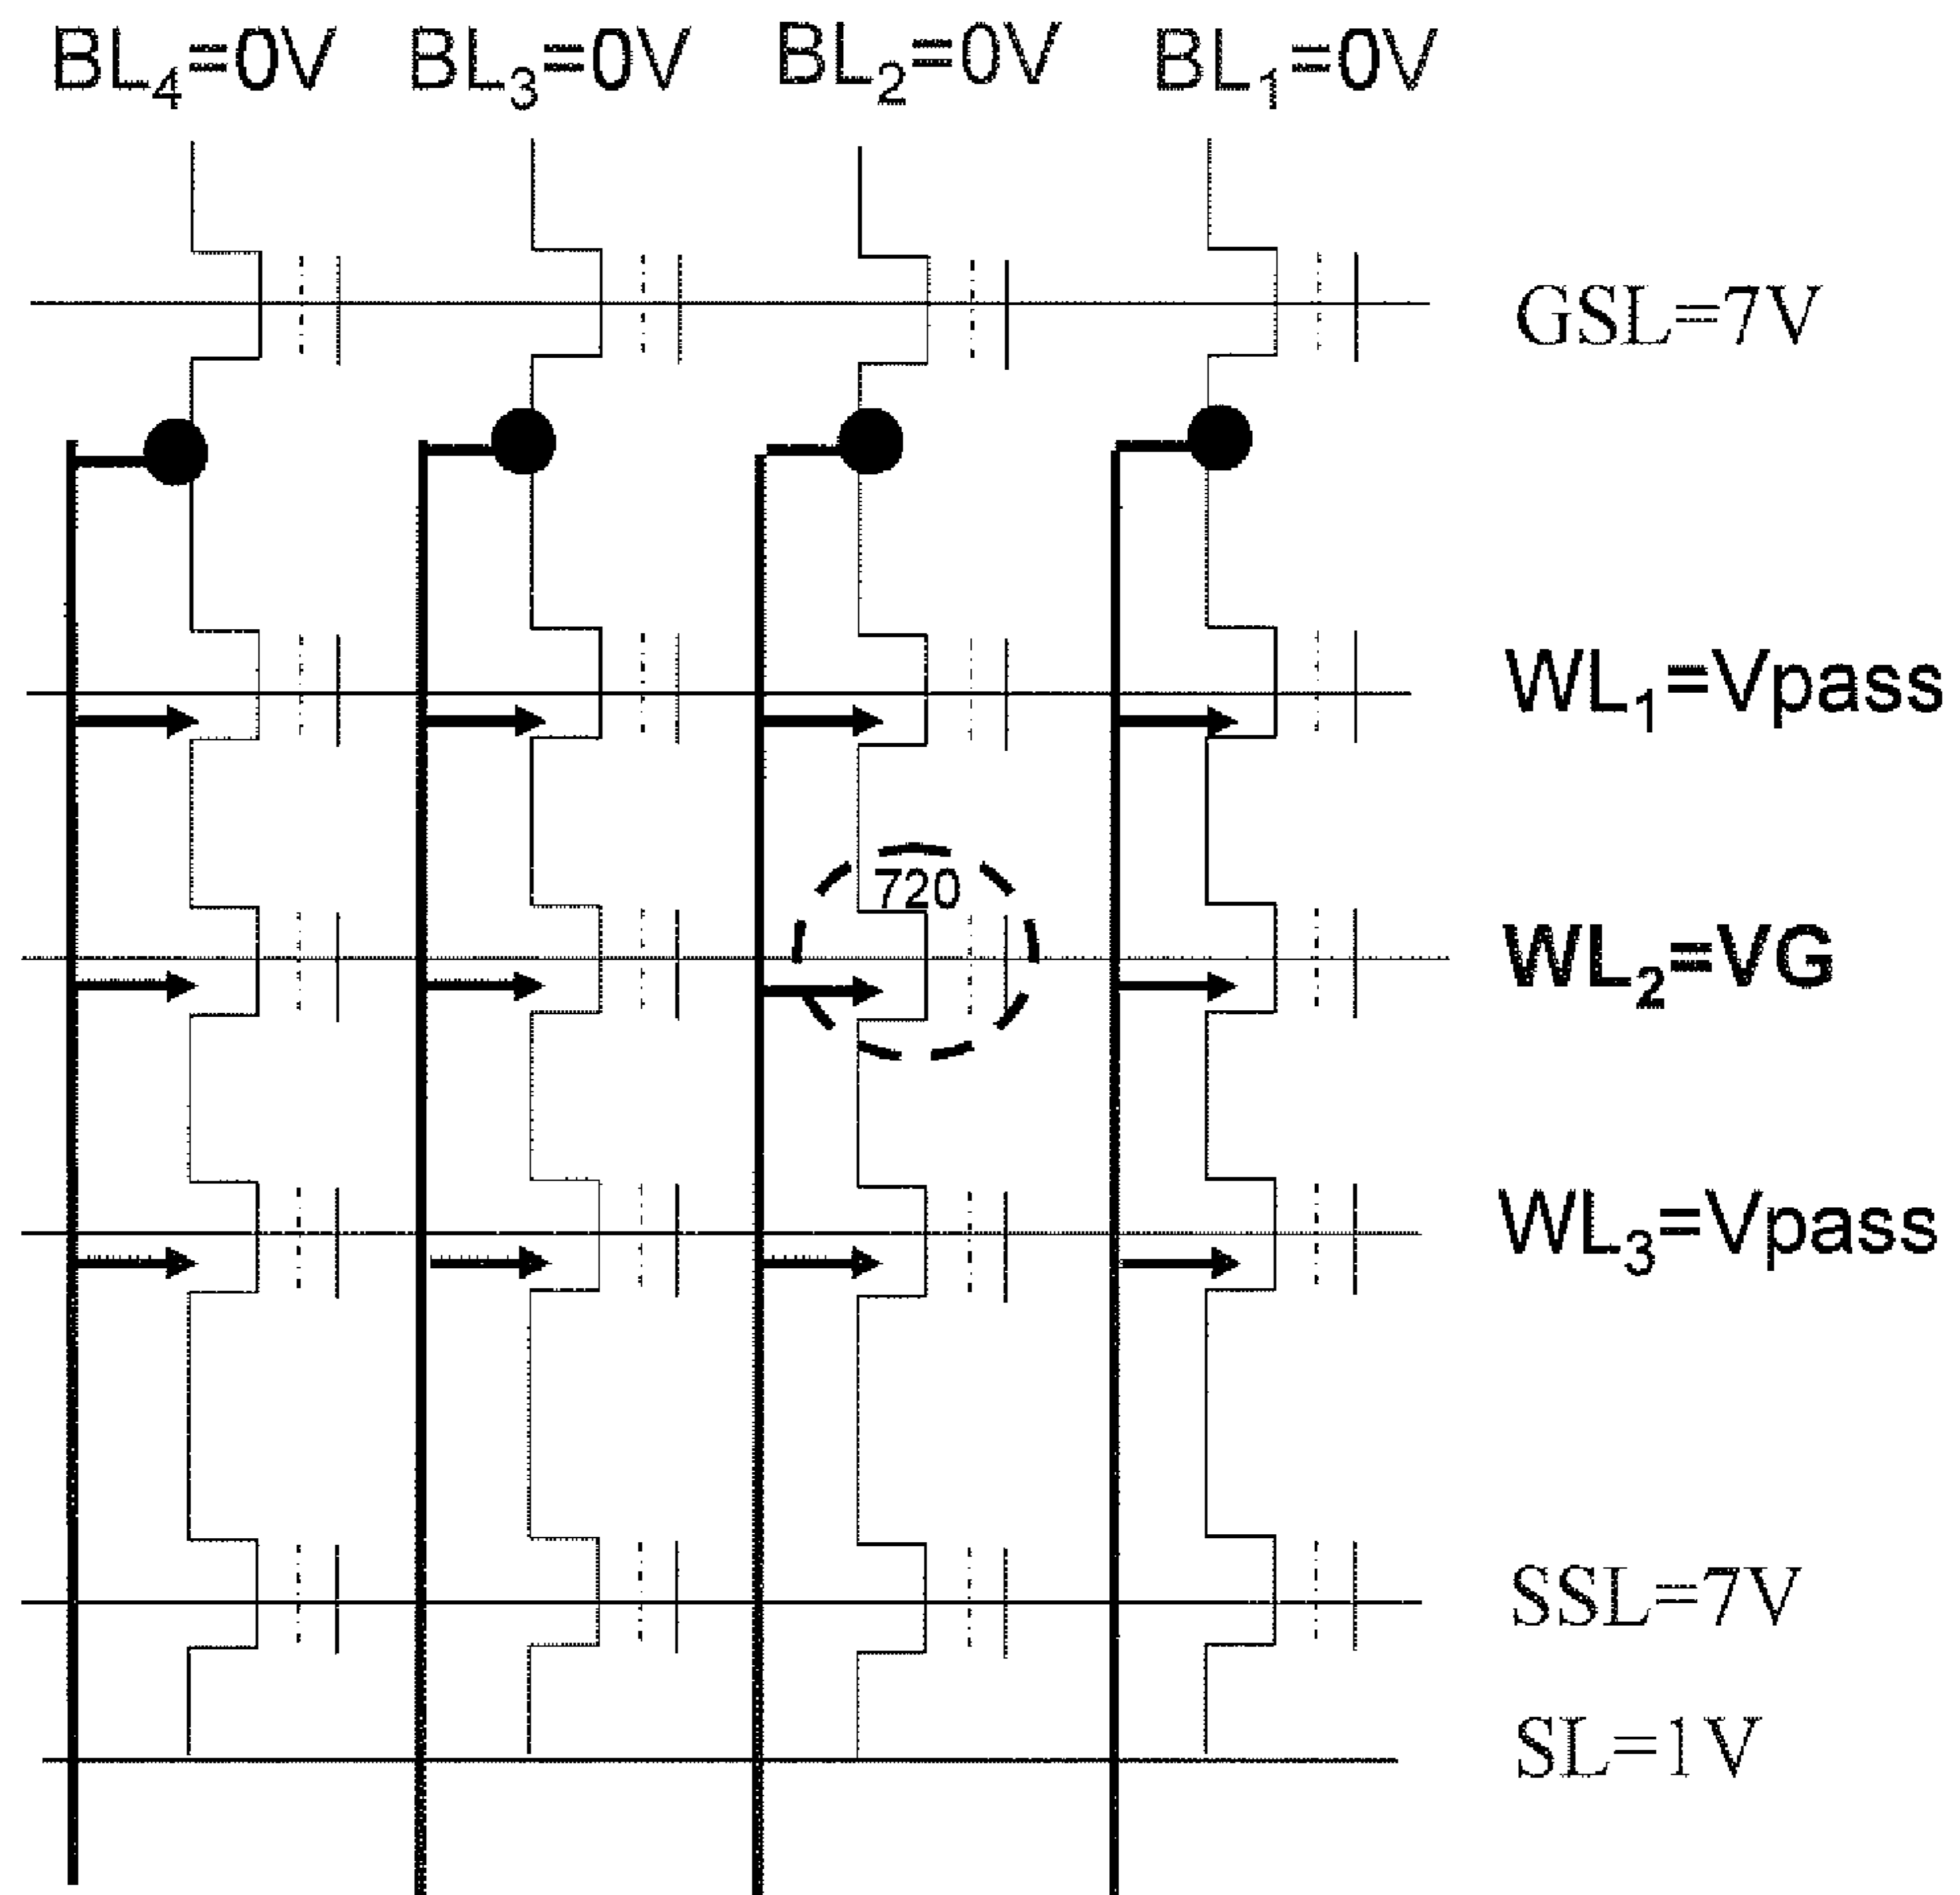 BL₄=0V BL₃=0V BL₂=0V BL₁=0V
GSL=7V
WL₁=Vpass
720
WL₂=VG
WL₃=Vpass
SSL=7V
SL=1V